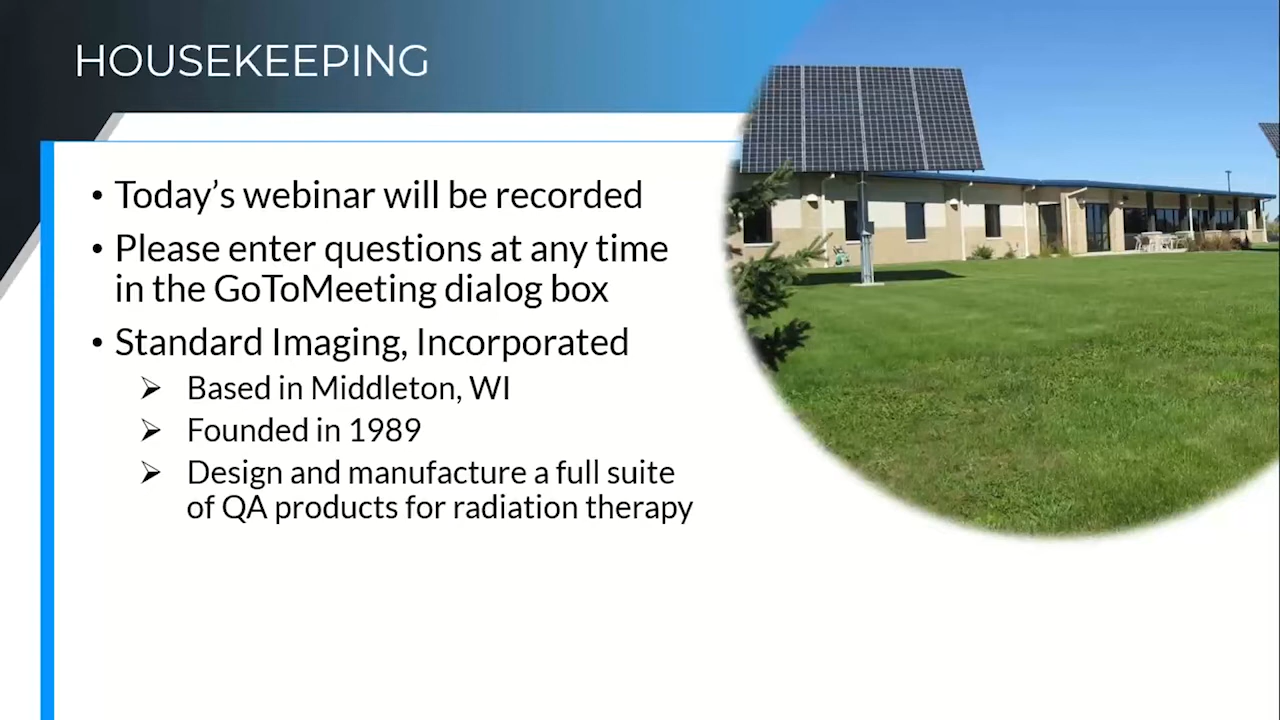 HOUSEKEEPING
• Today’s webinar will be recorded
• Please enter questions at any time
in the GoToMeeting dialog box
• Standard Imaging, Incorporated
➢ Based in Middleton, WI
➢ Founded in 1989
➢ Design and manufacture a full suite
of QA products for radiation therapy